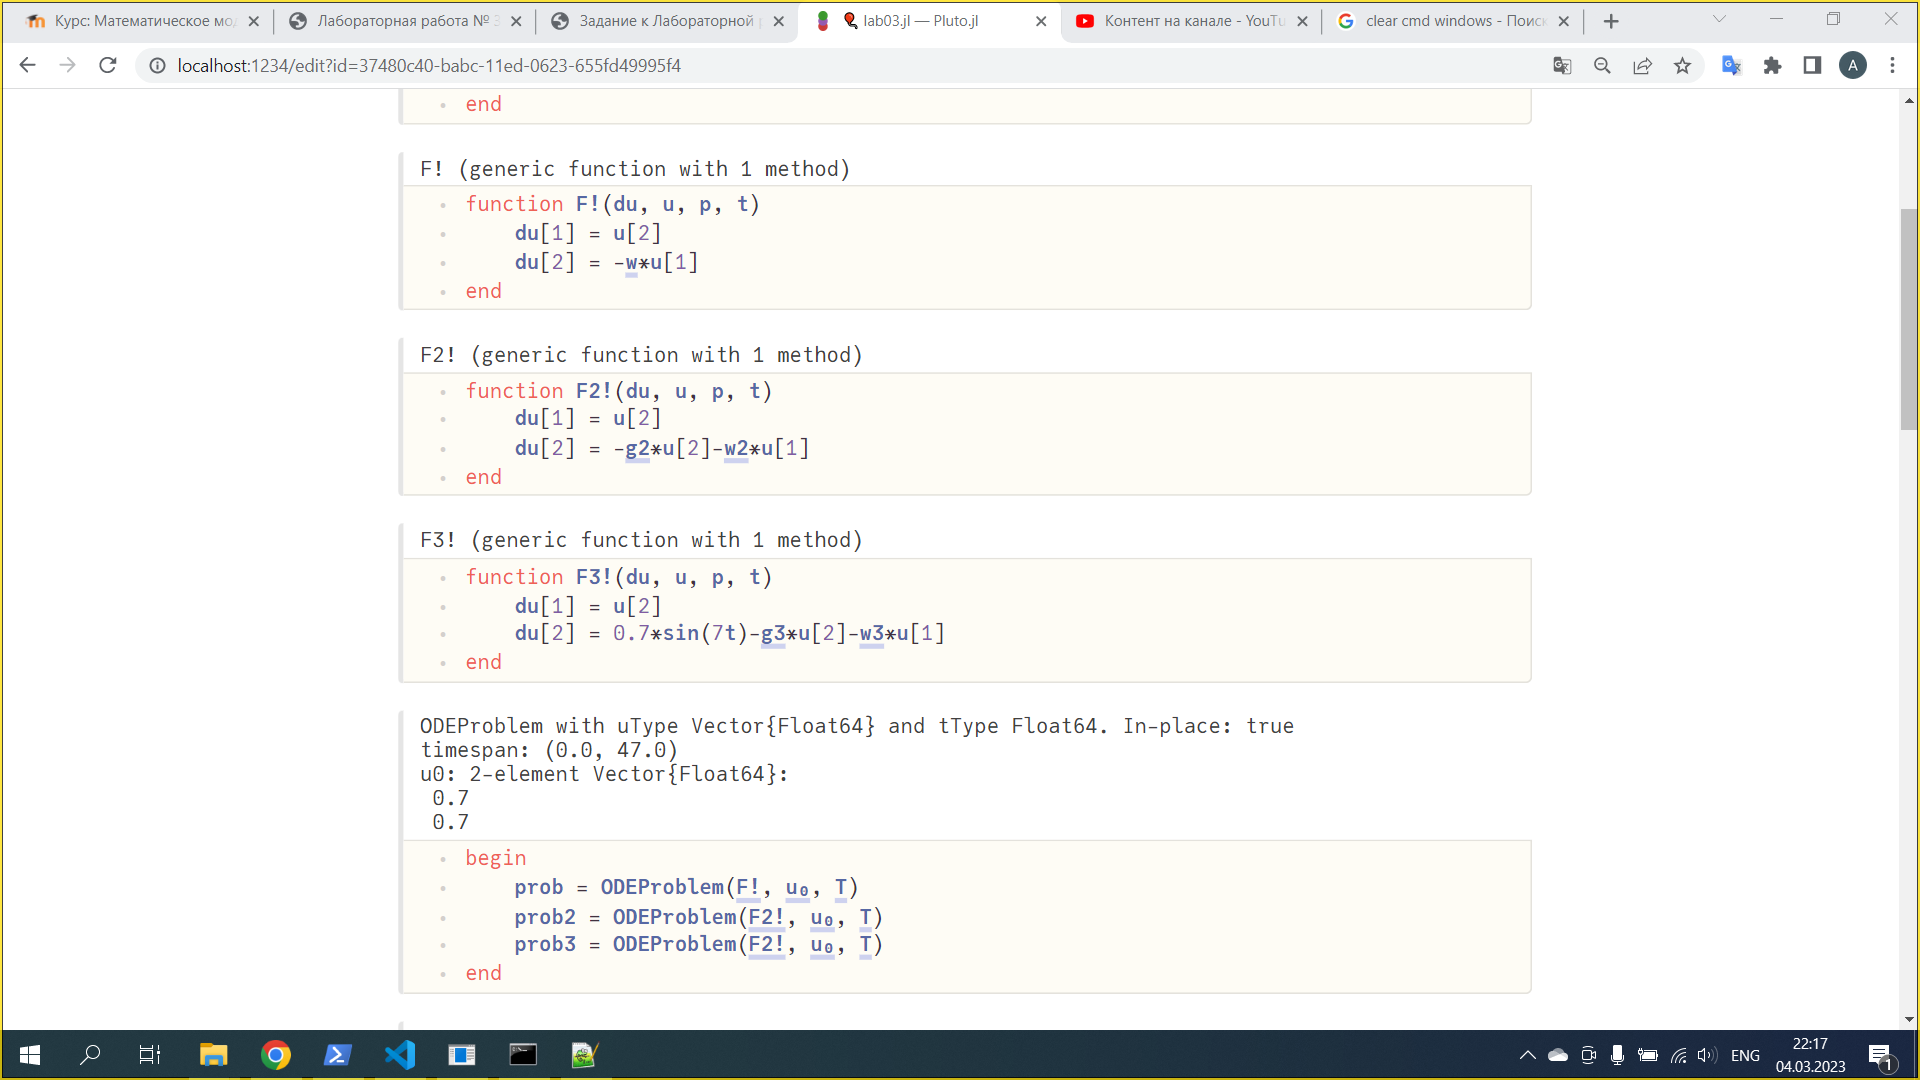 Курс: Математическое мод
Лабораторная работа № 3
Задание к Лабораторной р
lab03.jl — Pluto.jl
Контент на канале - YouTu
clear cmd windows - Поиск
localhost:1234/edit?id=37480c40-babc-11ed-0623-655fd49995f4
A
end
F! (generic function with 1 method)
function F!(du, u, p, t)
du[1] = u[2]
du[2] = -w*u[1]
end
F2! (generic function with 1 method)
function F2!(du, u, p, t)
du[1] = u[2]
du[2] = -g2*u[2]-w2*u[1]
end
F3! (generic function with 1 method)
function F3!(du, u, p, t)
du[1] = u[2]
du[2] = 0.7*sin(7t)-g3*u[2]-w3*u[1]
end
ODEProblem with uType Vector{Float64} and tType Float64. In-place: true
timespan: (0.0, 47.0)
u0: 2-element Vector{Float64}:
0.7
0.7
begin
prob = ODEProblem(F!, u₀, T)
prob2 = ODEProblem(F2!, u₀, T)
prob3 = ODEProblem(F2!, u₀, T)
end
ENG
22:17
04.03.2023
1